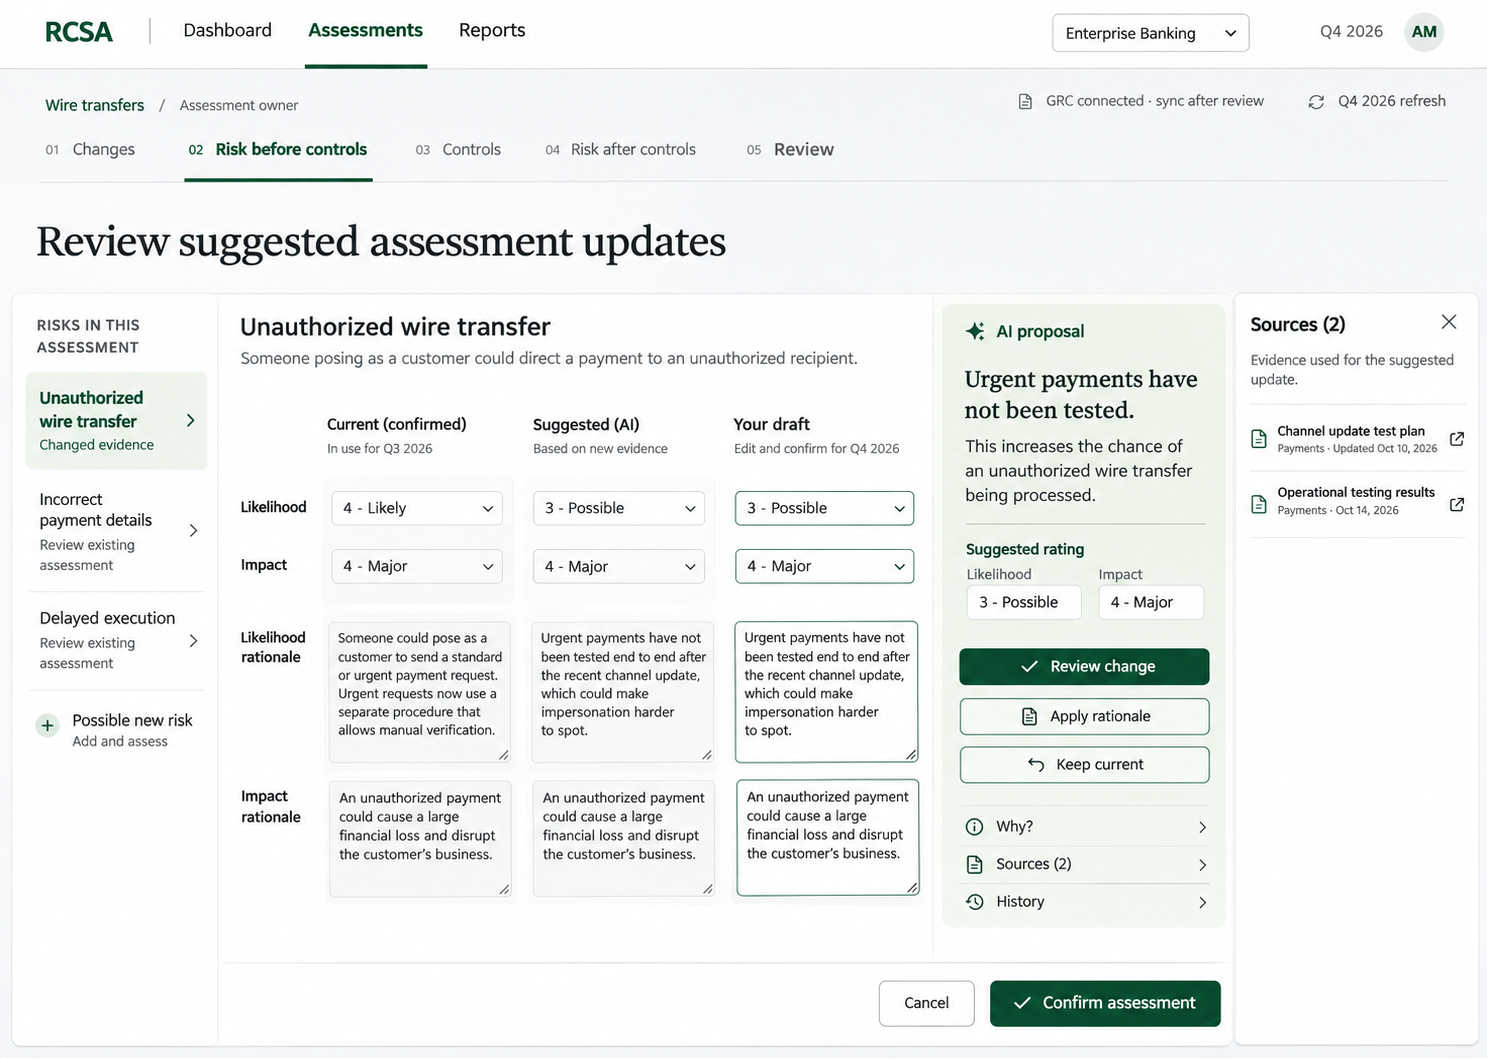 RCSA
Dashboard
Assessments
Reports
Enterprise Banking
Q4 2026
AM
Wire transfers / Assessment owner
GRC connected · sync after review
Q4 2026 refresh
01 Changes
02 Risk before controls
03 Controls
04 Risk after controls
05 Review
Review suggested assessment updates
RISKS IN THIS
ASSESSMENT
Unauthorized
wire transfer
Changed evidence
Incorrect
payment details
Review existing
assessment
Delayed execution
Review existing
assessment
Possible new risk
Add and assess
Unauthorized wire transfer
Someone posing as a customer could direct a payment to an unauthorized recipient.
Current (confirmed)
In use for Q3 2026
Suggested (AI)
Based on new evidence
Your draft
Edit and confirm for Q4 2026
Likelihood
4 - Likely
3 - Possible
3 - Possible
Impact
4 - Major
4 - Major
4 - Major
Likelihood
rationale
Someone could pose as a
customer to send a standard
or urgent payment request.
Urgent requests now use a
separate procedure that
allows manual verification.
Urgent payments have not
been tested end to end after
the recent channel update,
which could make
impersonation harder
to spot.
Urgent payments have not
been tested end to end after
the recent channel update,
which could make
impersonation harder
to spot.
Impact
rationale
An unauthorized payment
could cause a large
financial loss and disrupt
the customer's business.
An unauthorized payment
could cause a large
financial loss and disrupt
the customer's business.
An unauthorized payment
could cause a large
financial loss and disrupt
the customer's business.
AI proposal
Urgent payments have
not been tested.
This increases the chance of
an unauthorized wire transfer
being processed.
Suggested rating
Likelihood
Impact
3 - Possible
4 - Major
Review change
Apply rationale
Keep current
Why?
Sources (2)
History
Cancel
Confirm assessment
Sources (2)
Evidence used for the suggested
update.
Channel update test plan
Payments · Updated Oct 10, 2026
Operational testing results
Payments · Oct 14, 2026